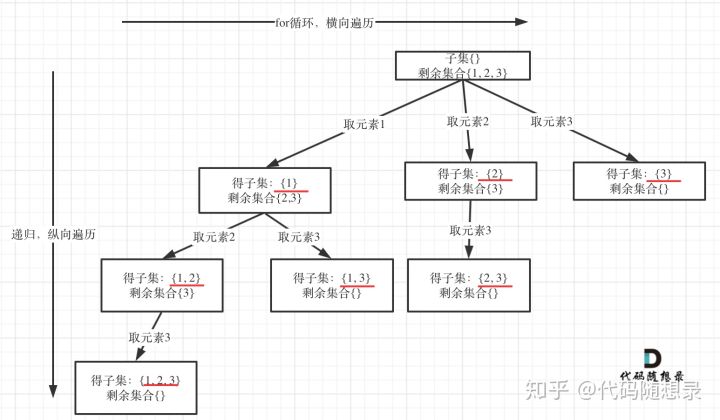 for循环，横向遍历
子集{}
剩余集合{1, 2, 3}
取元素1
取元素2
取元素3
得子集：{1}
剩余集合{2,3}
得子集：{2}
剩余集合{3}
得子集：{3}
剩余集合{}
递归，纵向遍历
取元素2
取元素3
取元素3
得子集：{1, 2}
剩余集合{3}
得子集：{1, 3}
剩余集合{}
得子集：{2, 3}
剩余集合{}
取元素3
得子集：{1, 2, 3}
剩余集合{}
代码随想录
知乎 @代码随想录